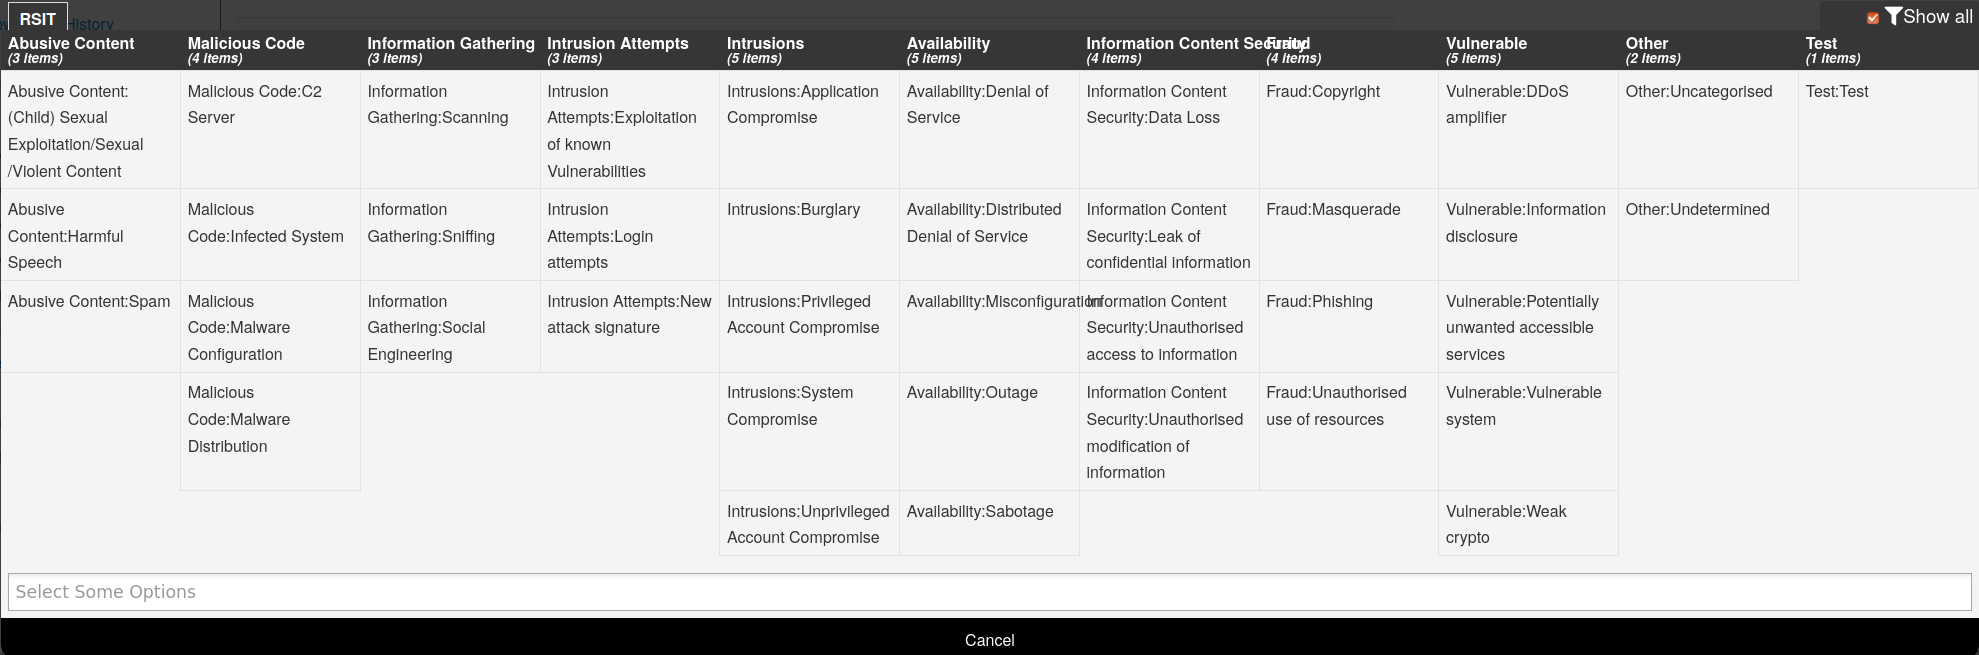 RSIT
History
Show all
Abusive Content
(3 items)
Malicious Code
(4 items)
Information Gathering
(3 items)
Intrusion Attempts
(3 items)
Intrusions
(5 items)
Availability
(5 items)
Information Content Security
(4 items)
Fraud
(4 items)
Vulnerable
(5 items)
Other
(2 items)
Test
(1 items)
Abusive Content:
(Child) Sexual
Exploitation/Sexual
/Violent Content
Malicious Code:C2
Server
Information
Gathering:Scanning
Intrusion
Attempts:Exploitation
of known
Vulnerabilities
Intrusions:Application
Compromise
Availability:Denial of
Service
Information Content
Security:Data Loss
Fraud:Copyright
Vulnerable:DDoS
amplifier
Other:Uncategorised
Test:Test
Abusive
Content:Harmful
Speech
Malicious
Code:Infected System
Information
Gathering:Sniffing
Intrusion
Attempts:Login
attempts
Intrusions:Burglary
Availability:Distributed
Denial of Service
Information Content
Security:Leak of
confidential information
Fraud:Masquerade
Vulnerable:Information
disclosure
Other:Undetermined
Abusive Content:Spam
Malicious
Code:Malware
Configuration
Information
Gathering:Social
Engineering
Intrusion Attempts:New
attack signature
Intrusions:Privileged
Account Compromise
Availability:Misconfiguration
Information Content
Security:Unauthorised
access to information
Fraud:Phishing
Vulnerable:Potentially
unwanted accessible
services
Malicious
Code:Malware
Distribution
Intrusions:System
Compromise
Availability:Outage
Information Content
Security:Unauthorised
modification of
information
Fraud:Unauthorised
use of resources
Vulnerable:Vulnerable
system
Intrusions:Unprivileged
Account Compromise
Availability:Sabotage
Vulnerable:Weak
crypto
Select Some Options
Cancel